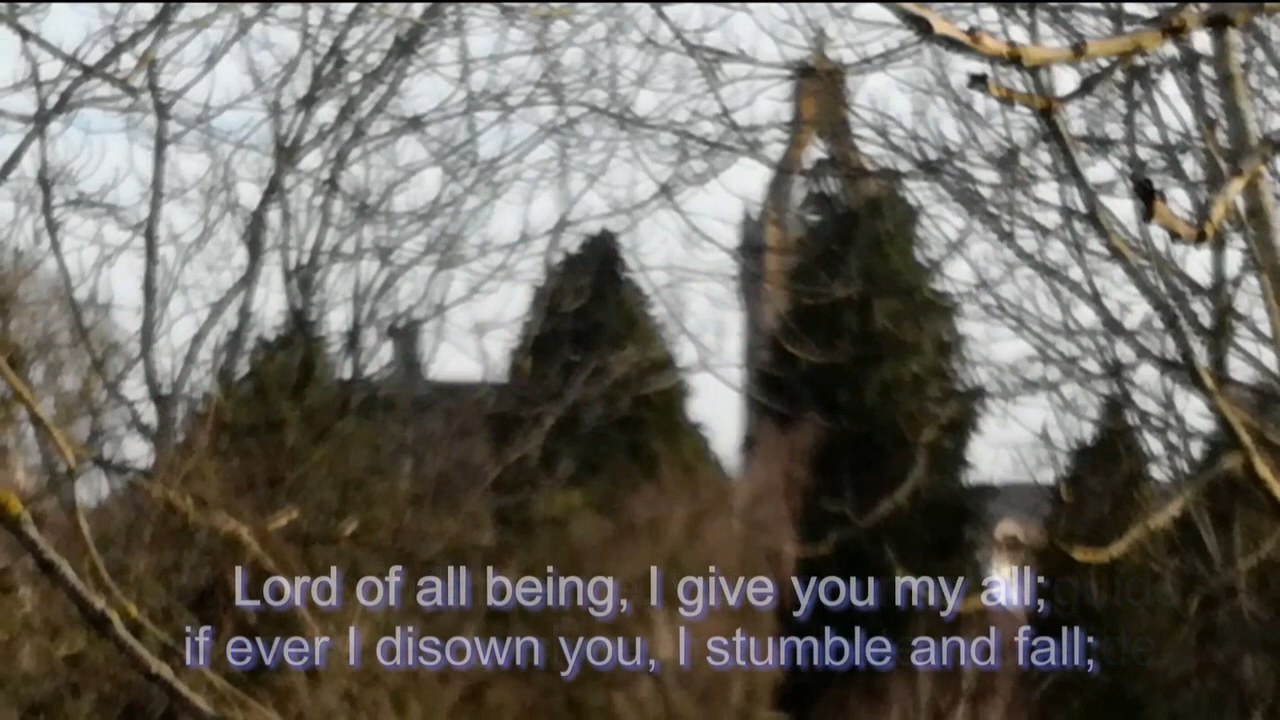 Lord of all being, I give you my all;
if ever I disown you, I stumble and fall;